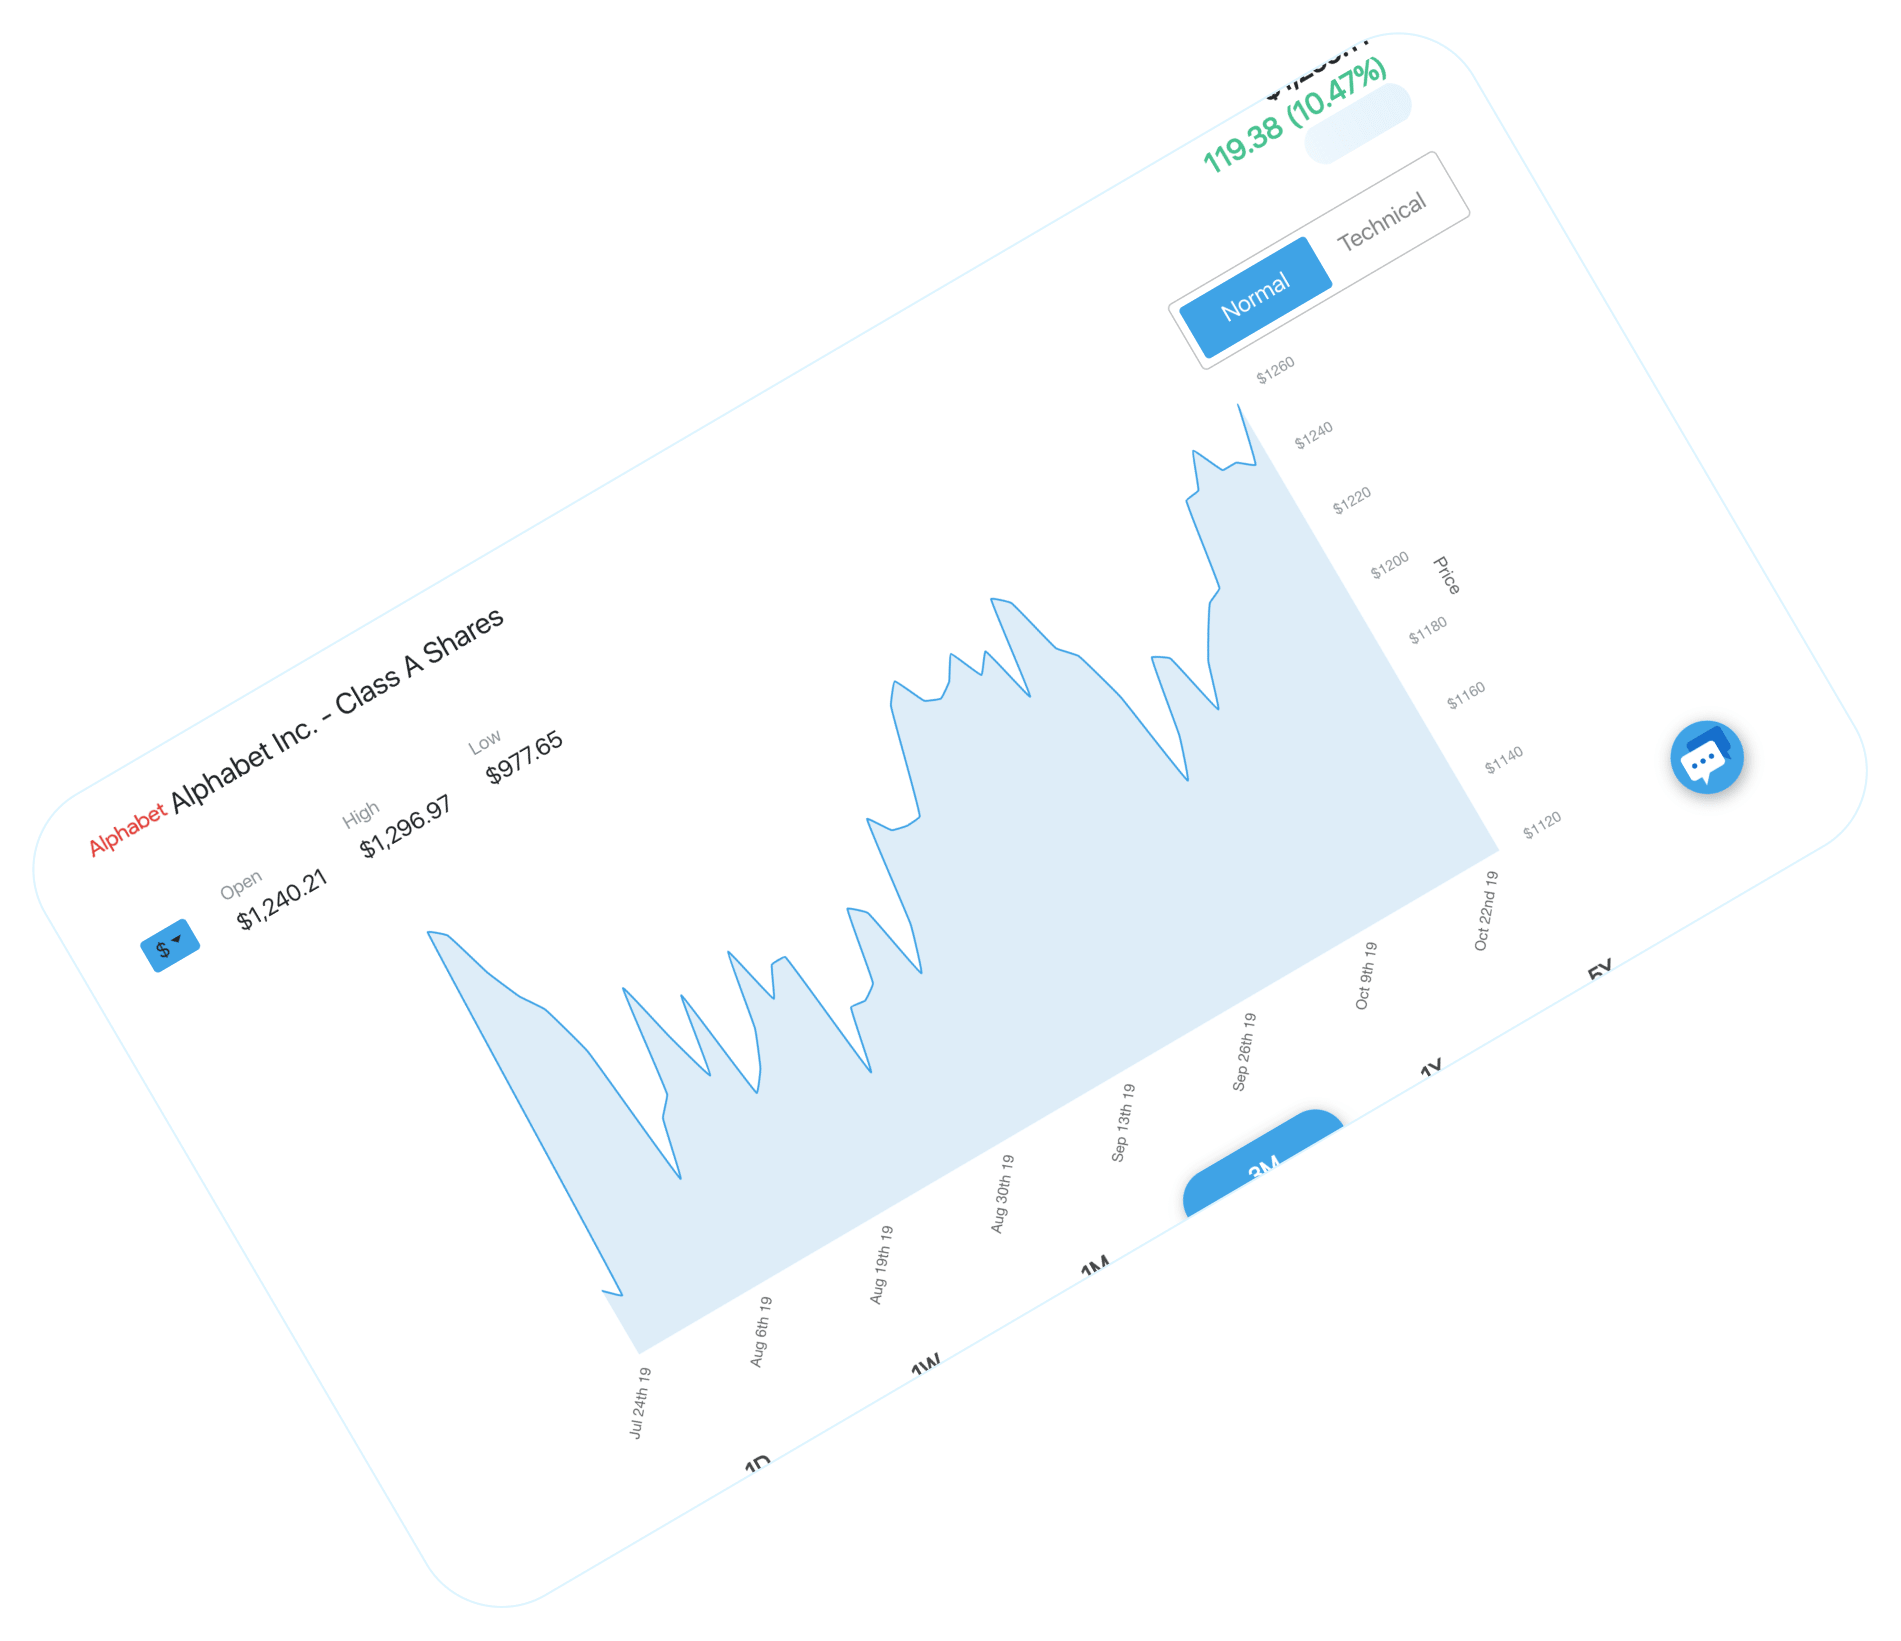 119.38 (10.47%)
Normal
Technical
Alphabet Alphabet Inc. - Class A Shares
$
Open
$1,240.21
High
$1,296.97
Low
$977.65
$1260
$1240
$1220
$1200
$1180
$1160
$1140
$1120
Price
Jul 24th 19
Aug 6th 19
Aug 19th 19
Aug 30th 19
Sep 13th 19
Sep 26th 19
Oct 9th 19
Oct 22nd 19
1D
1W
1M
3M
1Y
5Y